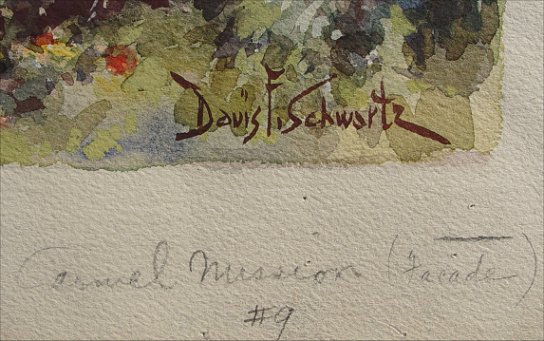 Davis F. Schwartz
Carmel Mission (Facade)
#9